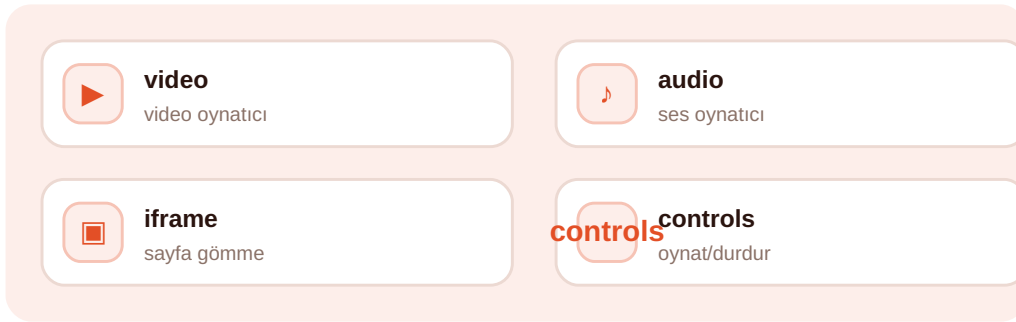 video
video oynatıcı
audio
ses oynatıcı
iframe
sayfa gömme
controls
controls
oynat/durdur